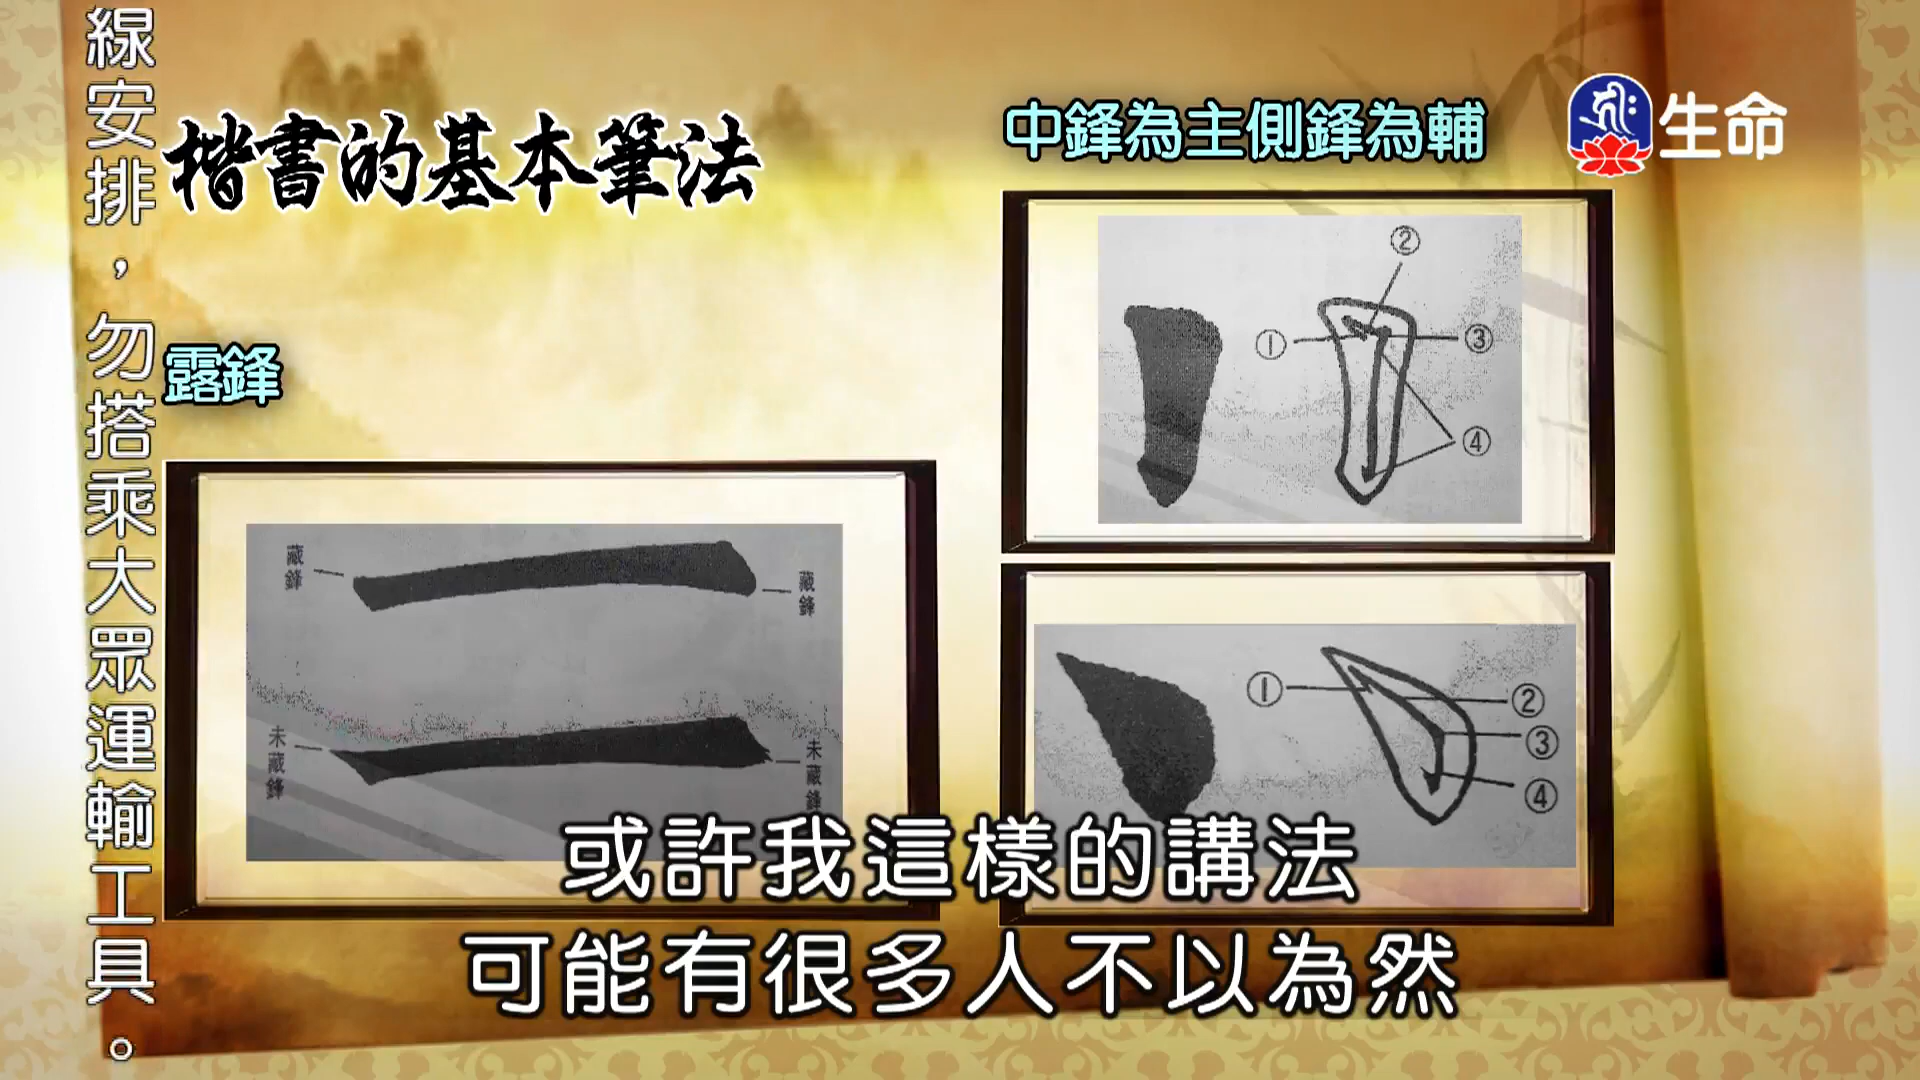 線安排，勿搭乘大眾運輸工具。
楷書的基本筆法
中鋒為主側鋒為輔
生命
露鋒
②
①
③
④
藏鋒
藏鋒
未藏鋒
未藏鋒
①
②
③
④
或許我這樣的講法
可能有很多人不以為然